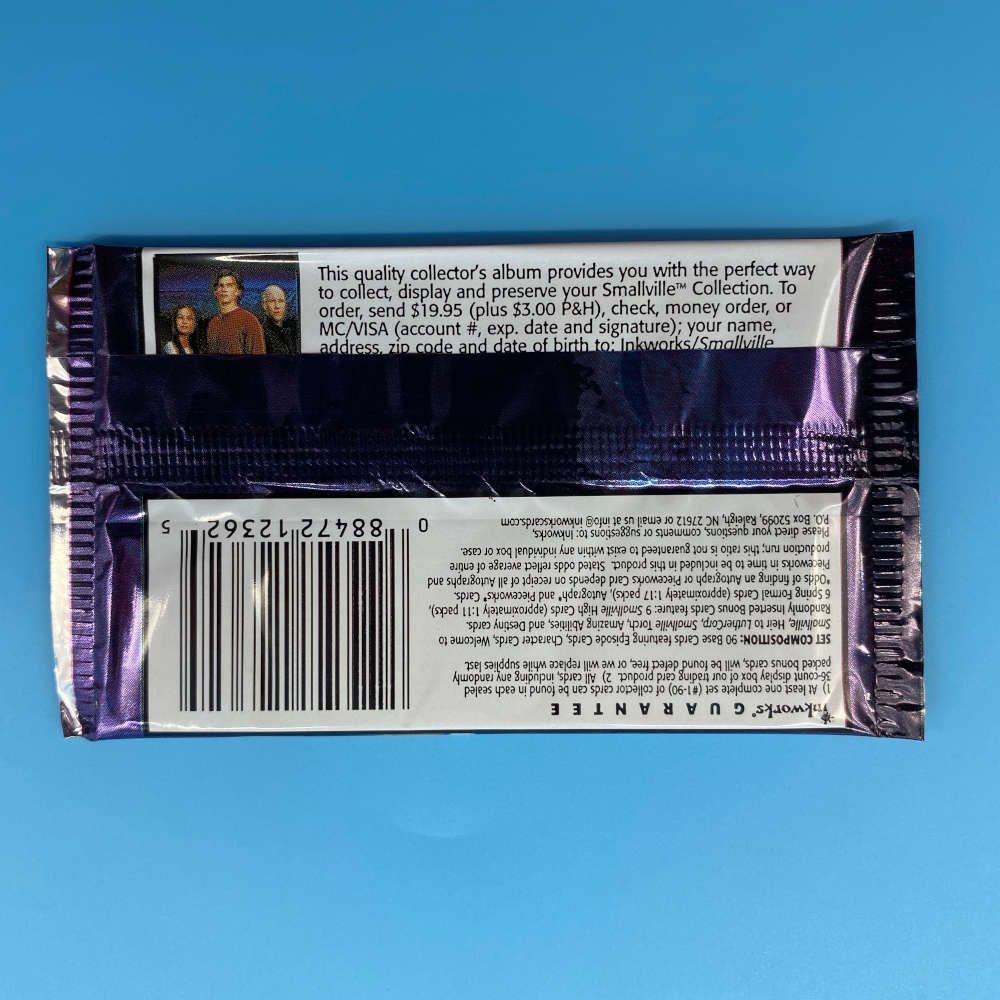 This quality collector's album provides you with the perfect way
to collect, display and preserve your Smallville™ Collection. To
order, send $19.95 (plus $3.00 P&H), check, money order, or
MC/VISA (account #, exp. date and signature); your name,
address, zip code and date of birth to: Inkworks/Smallville
inkworks® GUARANTEE
1) At least one complete set (#1-90) of collector cards can be found in each sealed
36-count display box of our trading card product. 2) All cards, including any randomly
packed bonus cards, will be found defect free, or we will replace while supplies last.
SET COMPOSITION: 90 Base Cards featuring Episode Cards, Character Cards, Welcome to
Smallville, Heir to LuthorCorp, Smallville Torch, Amazing Abilities, and Destiny cards.
Randomly Inserted Bonus Cards feature: 9 Smallville High Cards (approximately 1:11 packs),
6 Spring Formal Cards (approximately 1:17 packs), Autograph* and Pieceworks* Cards.
*Odds of finding an Autograph or Pieceworks Card depends on receipt of all Autographs and
Pieceworks in time to be included in this product. Stated odds reflect average of entire
production run; this ratio is not guaranteed to exist within any individual box or case.
Please direct your questions, comments or suggestions to: Inkworks,
P.O. Box 52099, Raleigh, NC 27612 or email us at info@inkworkscards.com
0 88472 12362 5